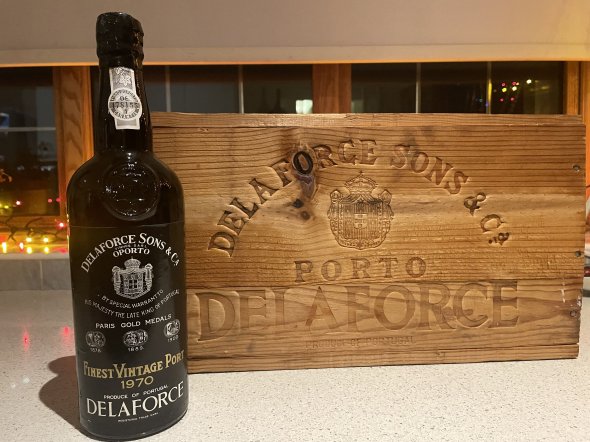 DELAFORCE SONS & Cᴬ
OPORTO
BY SPECIAL WARRANT TO
HIS MAJESTY THE LATE KING OF PORTUGAL
PARIS GOLD MEDALS
1878
FINEST VINTAGE PORT
1970
PRODUCE OF PORTUGAL
DELAFORCE
DELAFORCE SONS & Cᵒ
PORTO
DELAFORCE
PRODUCE OF PORTUGAL